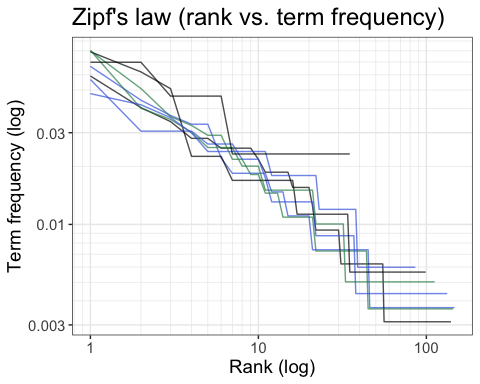 Zipf's law (rank vs. term frequency)
Term frequency (log)
0.03
0.01
0.003
1
10
100
Rank (log)